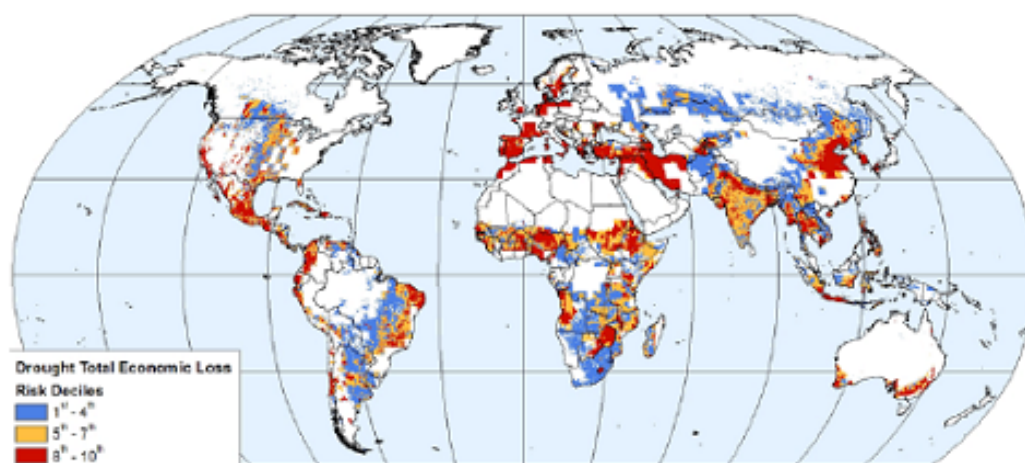 Drought Total Economic Loss
Risk Deciles
1st - 4th
5th - 7th
8th - 10th